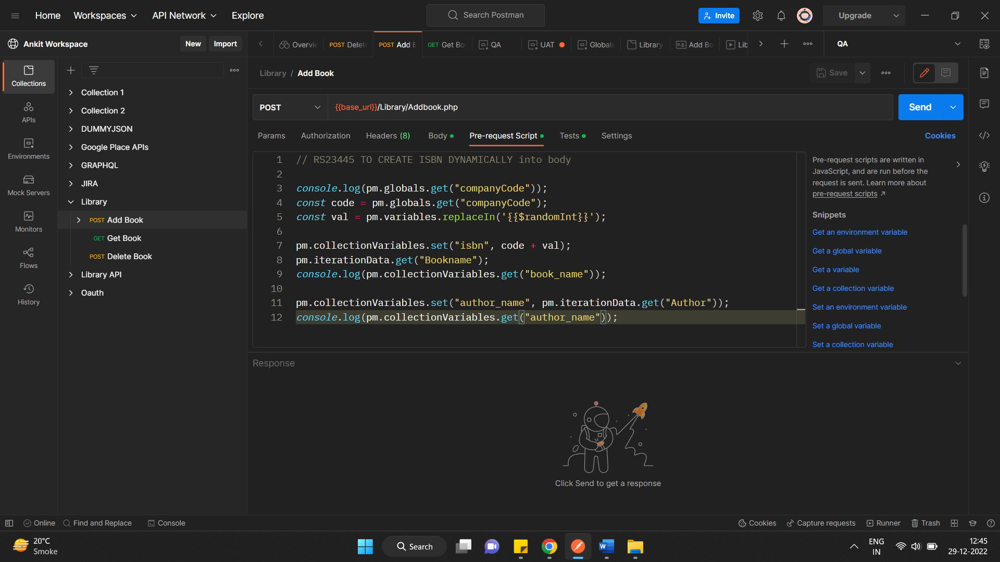 Home
Workspaces
API Network
Explore
Search Postman
Invite
Upgrade
Ankit Workspace
New
Import
Overvie
POST Delete
POST Add B
GET Get Bo
QA
UAT
Globals
Library
e.g. Add Bo
Lib
QA
Collections
APIs
Environments
Mock Servers
Monitors
Flows
History
Collection 1
Collection 2
DUMMYJSON
Google Place APIs
GRAPHQL
JIRA
Library
POST Add Book
GET Get Book
POST Delete Book
Library API
Oauth
Library / Add Book
Save
POST
{{base_url}}/Library/Addbook.php
Send
Params
Authorization
Headers (8)
Body
Pre-request Script
Tests
Settings
Cookies
1 // RS23445 TO CREATE ISBN DYNAMICALLY into body
2
3 console.log(pm.globals.get("companyCode"));
4 const code = pm.globals.get("companyCode");
5 const val = pm.variables.replaceIn('{{$randomInt}}');
6
7 pm.collectionVariables.set("isbn", code + val);
8 pm.iterationData.get("Bookname");
9 console.log(pm.collectionVariables.get("book_name"));
10
11 pm.collectionVariables.set("author_name", pm.iterationData.get("Author"));
12 console.log(pm.collectionVariables.get("author_name"));
Pre-request scripts are written in
JavaScript, and are run before the
request is sent. Learn more about
pre-request scripts ↗
Snippets
Get an environment variable
Get a global variable
Get a variable
Get a collection variable
Set an environment variable
Set a global variable
Set a collection variable
Response
Click Send to get a response
Online
Find and Replace
Console
Cookies
Capture requests
Runner
Trash
20°C
Smoke
Search
ENG
IN
12:45
29-12-2022